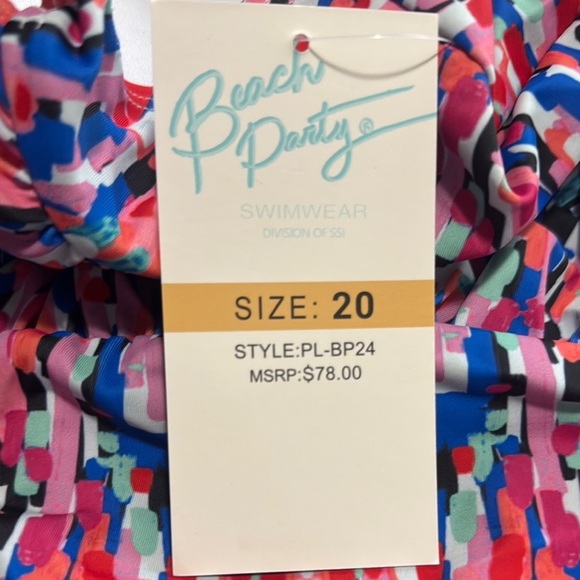 Beach
Party®
SWIMWEAR
DIVISION OF SSI
SIZE: 20
STYLE:PL-BP24
MSRP:$78.00